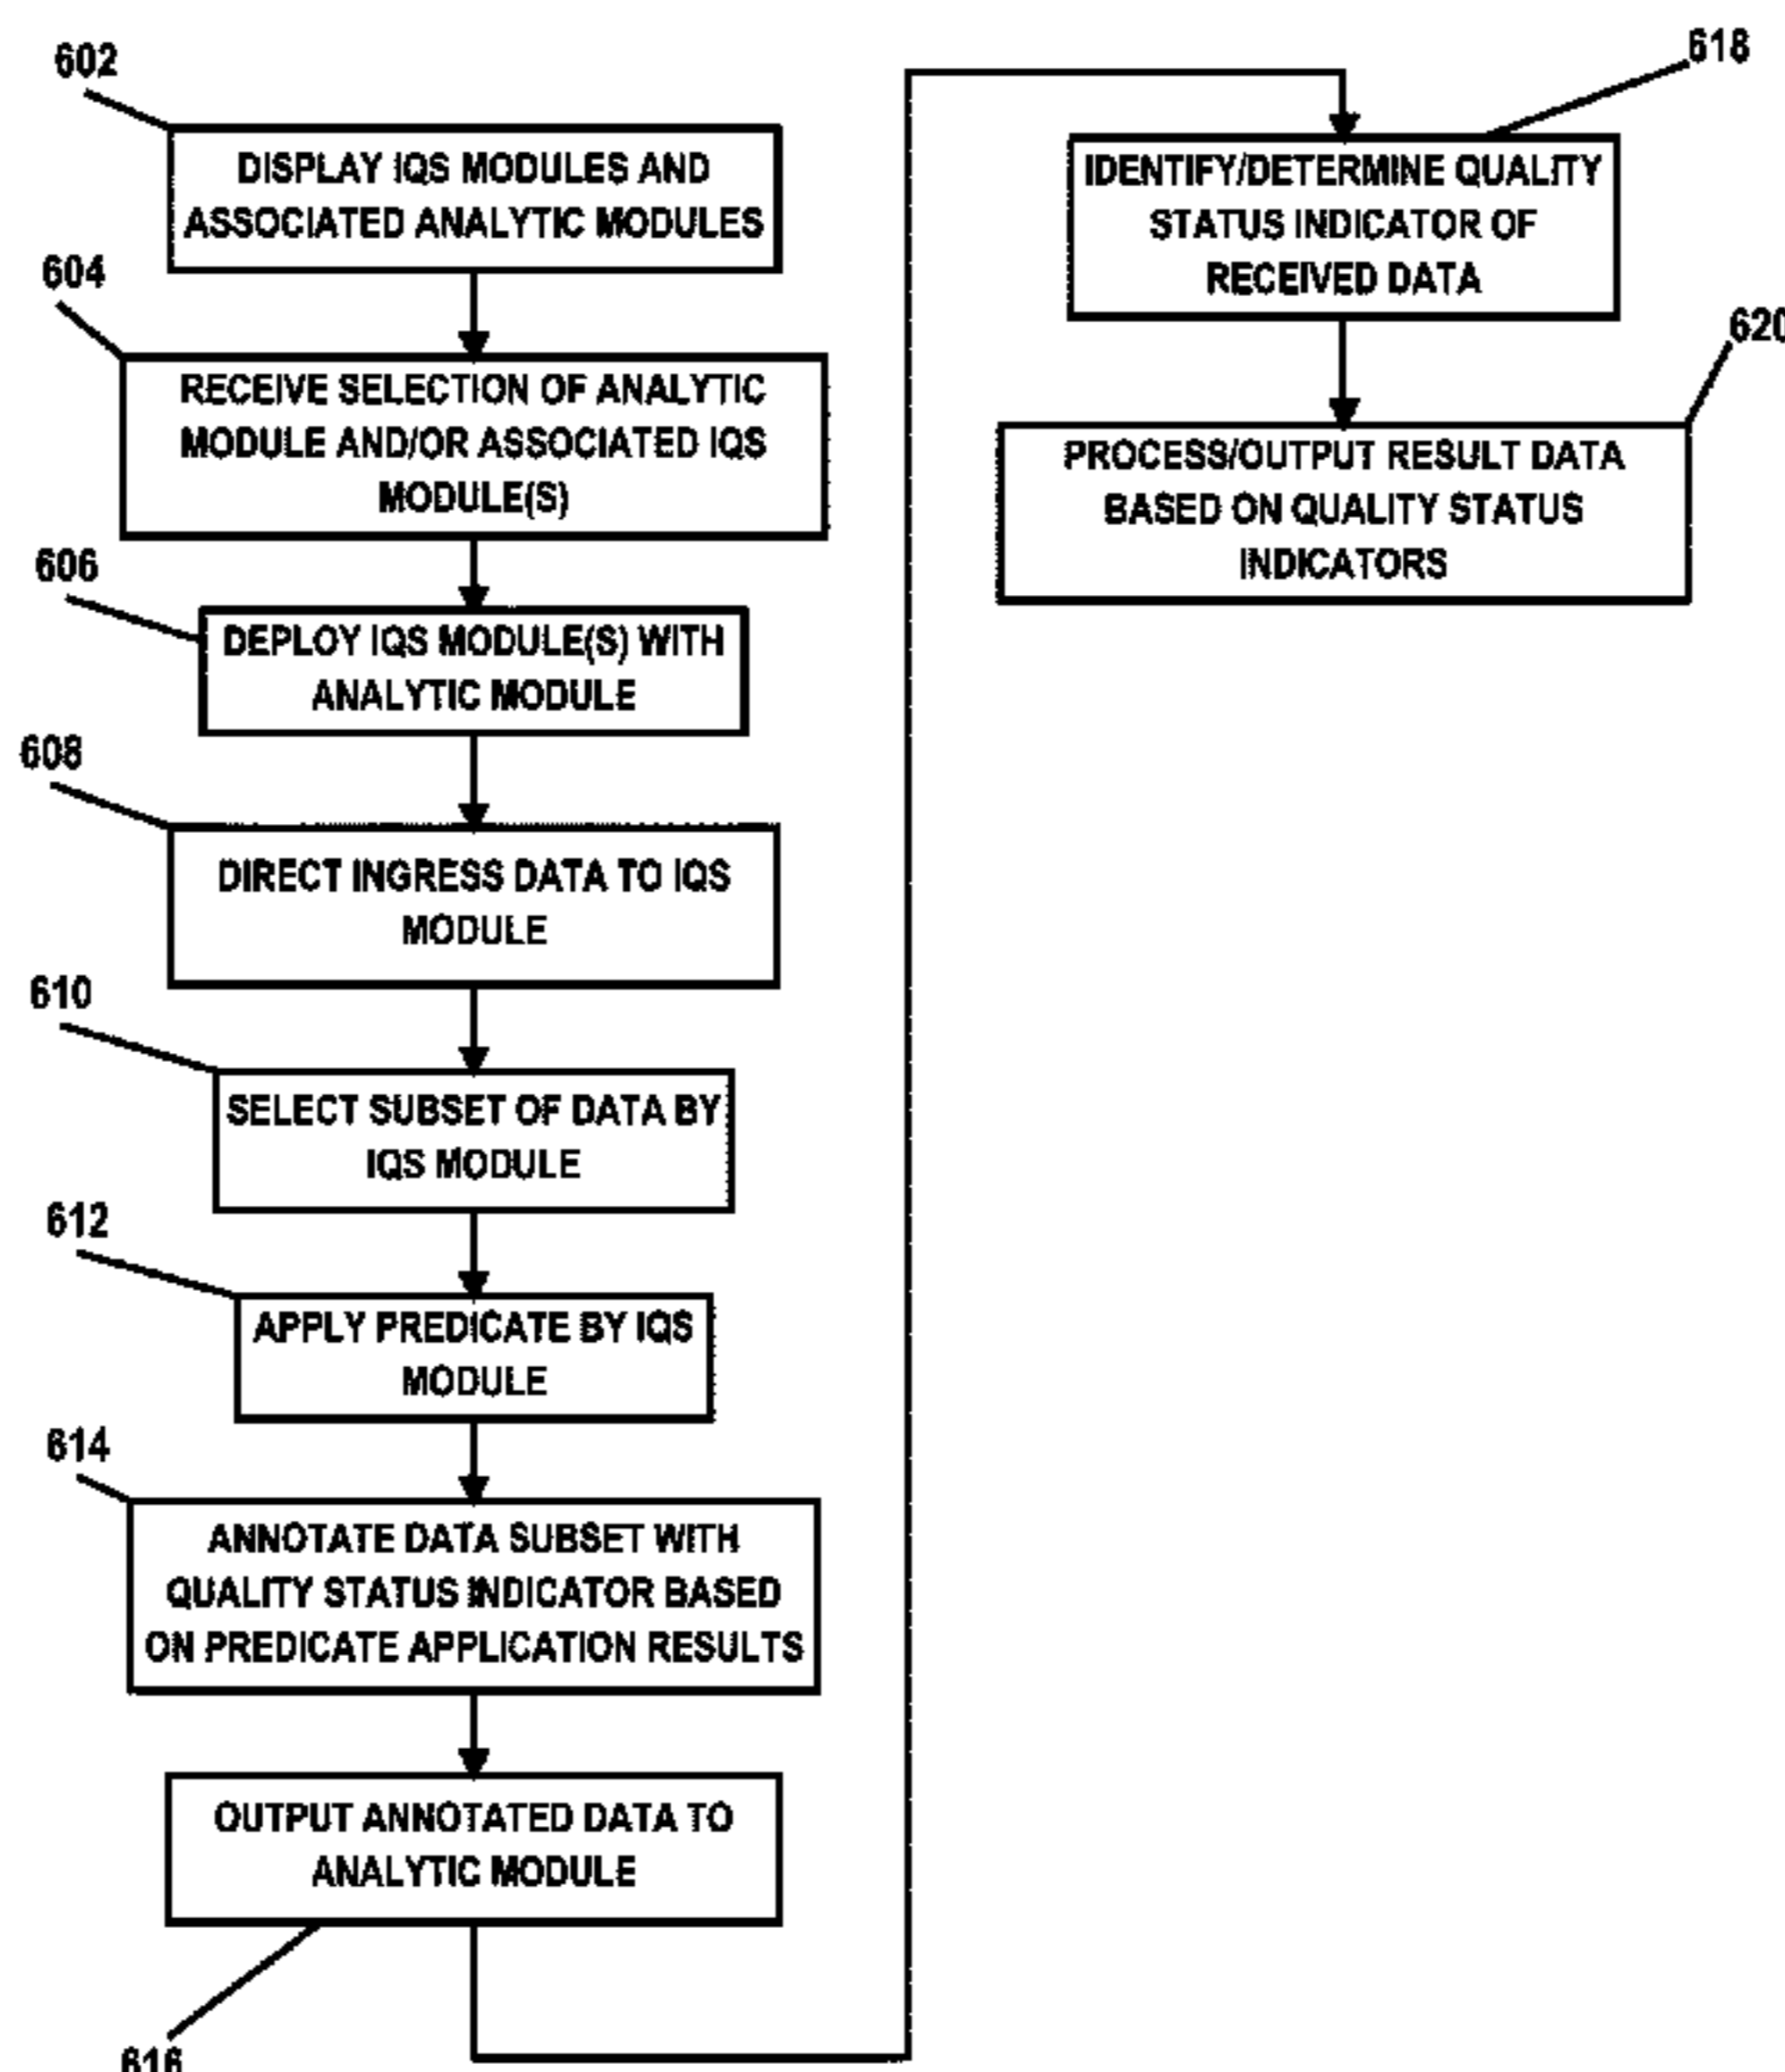 602
DISPLAY IQS MODULES AND
ASSOCIATED ANALYTIC MODULES
604
RECEIVE SELECTION OF ANALYTIC
MODULE AND/OR ASSOCIATED IQS
MODULE(S)
606
DEPLOY IQS MODULE(S) WITH
ANALYTIC MODULE
608
DIRECT INGRESS DATA TO IQS
MODULE
610
SELECT SUBSET OF DATA BY
IQS MODULE
612
APPLY PREDICATE BY IQS
MODULE
614
ANNOTATE DATA SUBSET WITH
QUALITY STATUS INDICATOR BASED
ON PREDICATE APPLICATION RESULTS
OUTPUT ANNOTATED DATA TO
ANALYTIC MODULE
616
618
IDENTIFY/DETERMINE QUALITY
STATUS INDICATOR OF
RECEIVED DATA
620
PROCESS/OUTPUT RESULT DATA
BASED ON QUALITY STATUS
INDICATORS